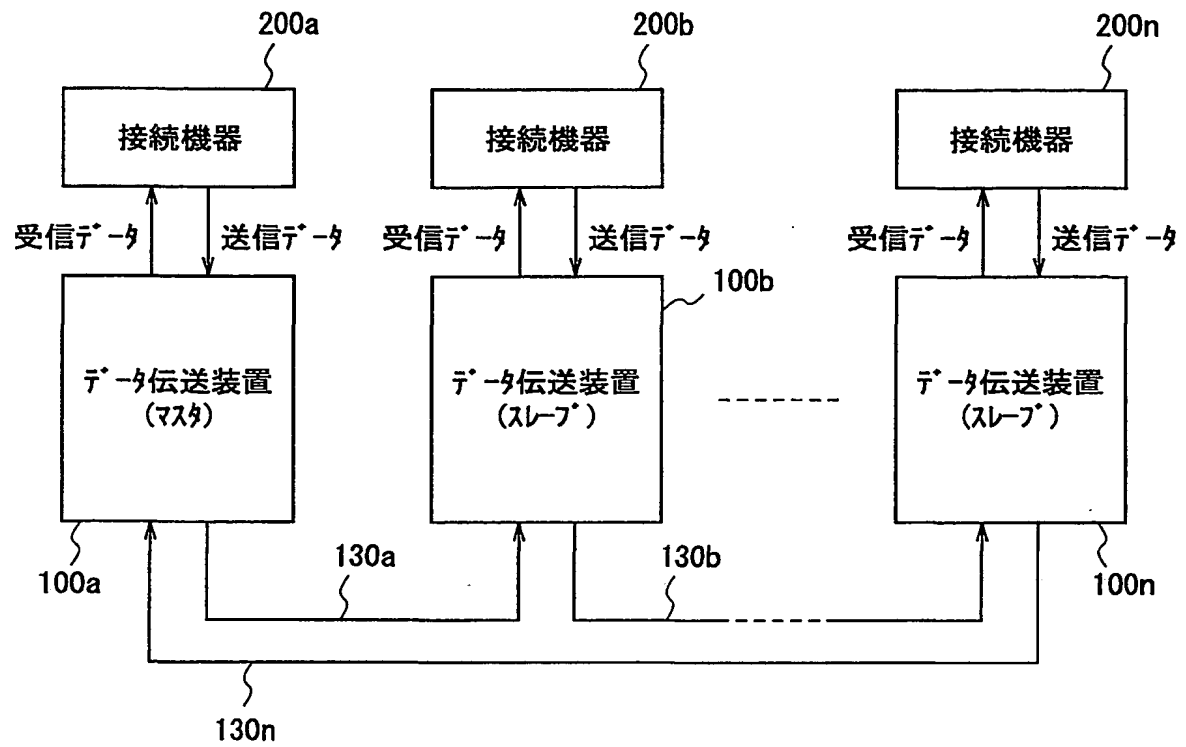 200a
200b
200n
接続機器
接続機器
接続機器
受信ﾃﾞｰﾀ
送信ﾃﾞｰﾀ
受信ﾃﾞｰﾀ
送信ﾃﾞｰﾀ
受信ﾃﾞｰﾀ
送信ﾃﾞｰﾀ
100b
ﾃﾞｰﾀ伝送装置
(ﾏｽﾀ)
ﾃﾞｰﾀ伝送装置
(ｽﾚｰﾌﾞ)
ﾃﾞｰﾀ伝送装置
(ｽﾚｰﾌﾞ)
100a
130a
130b
100n
130n